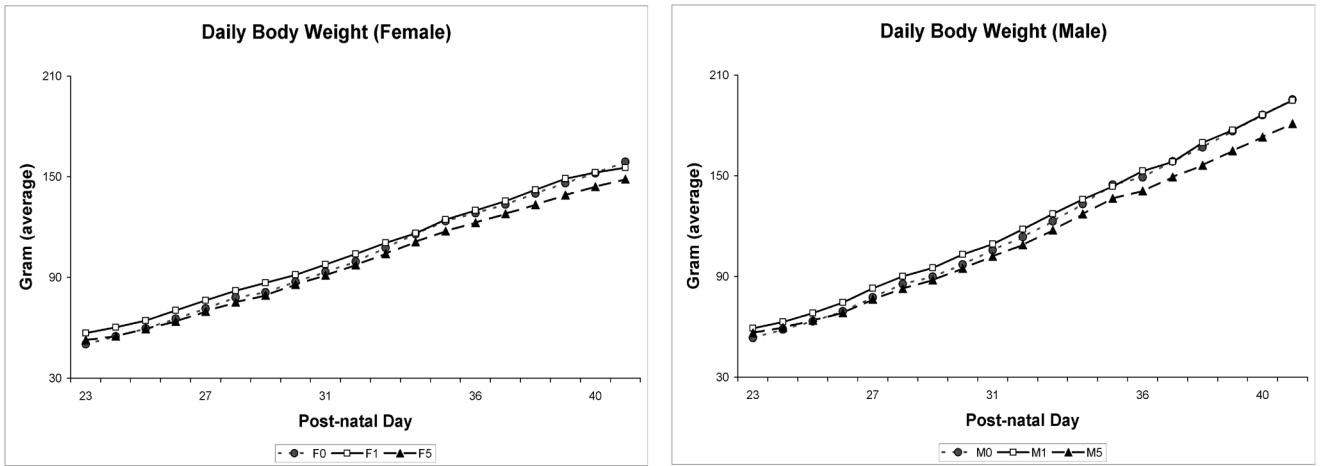 Daily Body Weight (Female)
210
150
90
30
Gram (average)
23 27 31 36 40
Post-natal Day
F0 F1 F5
Daily Body Weight (Male)
210
150
90
30
Gram (average)
23 27 31 36 40
Post-natal Day
M0 M1 M5